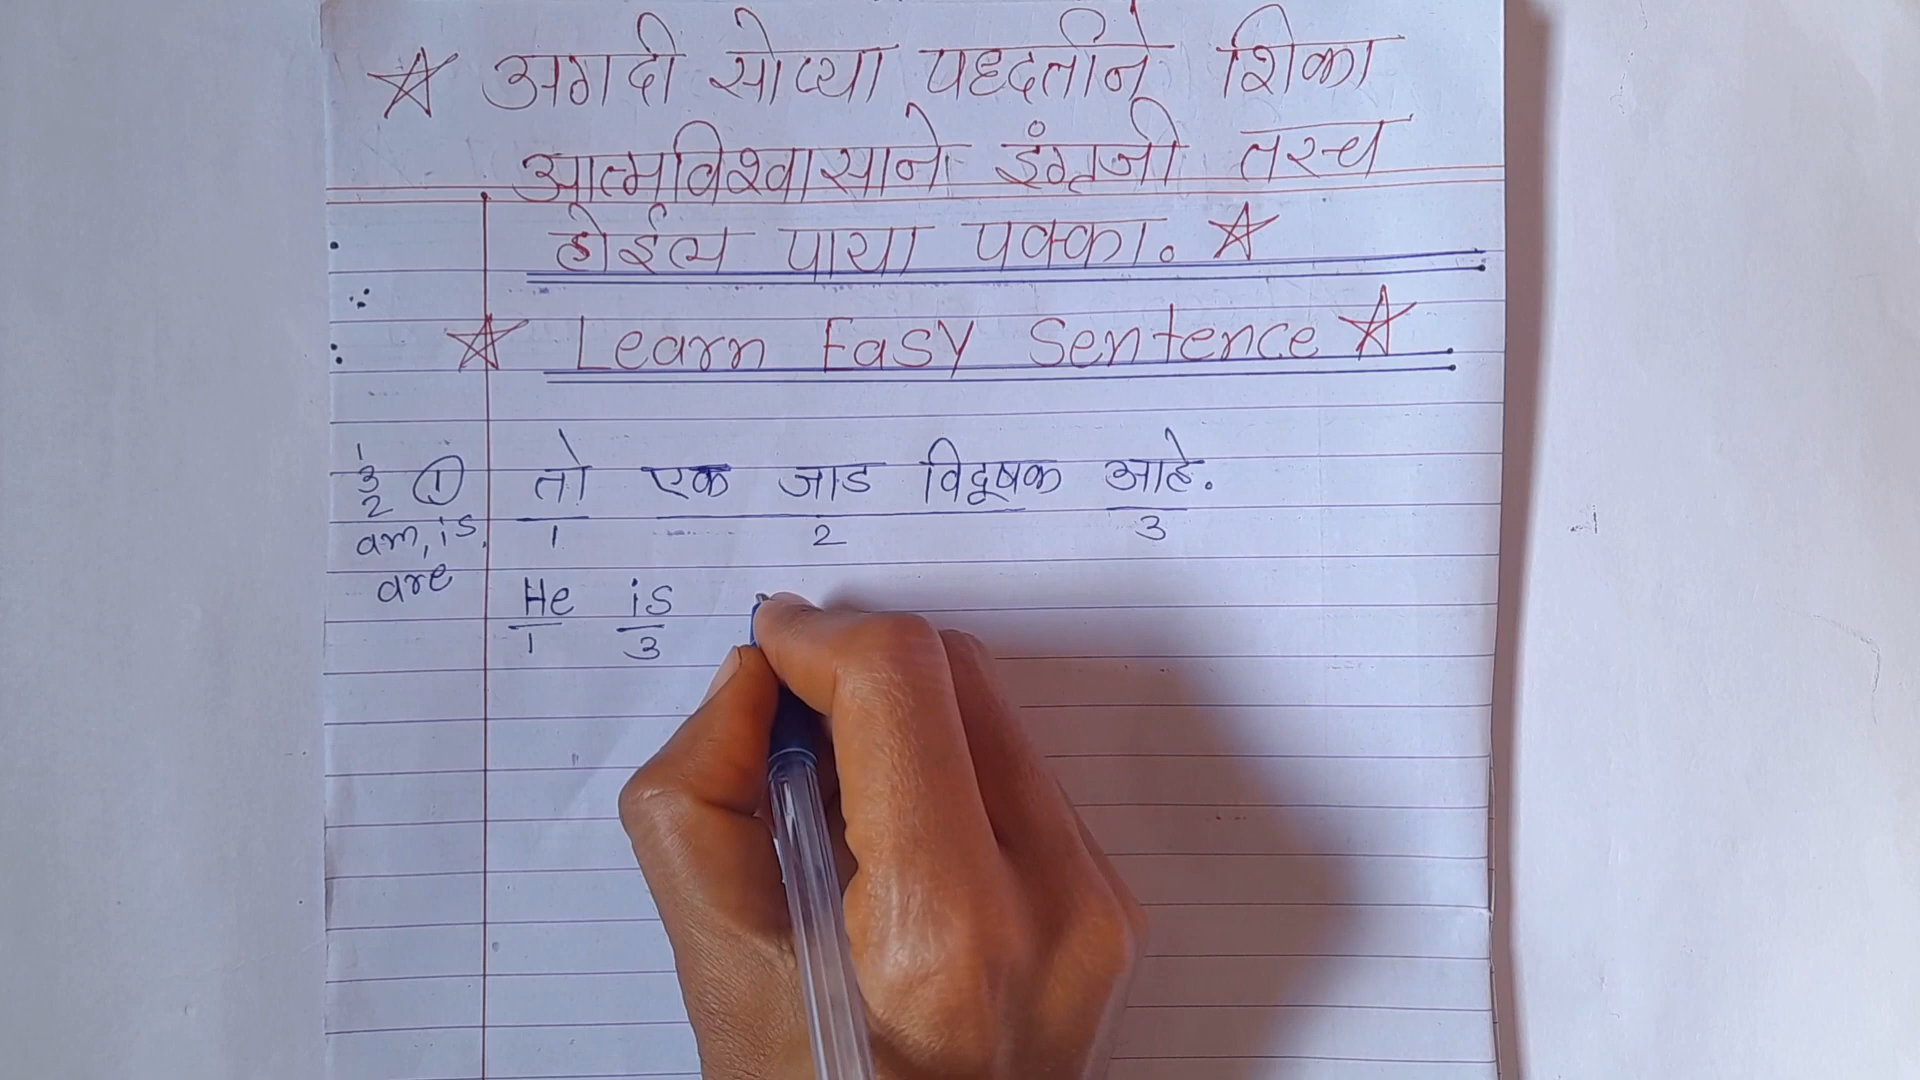 ☆ अगदी सोप्या पद्धतीने शिका
आत्मविश्वासाने इंग्रजी तरच
होईल पाया पक्का. ☆
☆ Learn Easy Sentence ☆
1
3 ① तो एक जाड विदूषक आहे.
2
am, is, 1 2 3
are He is
1 3